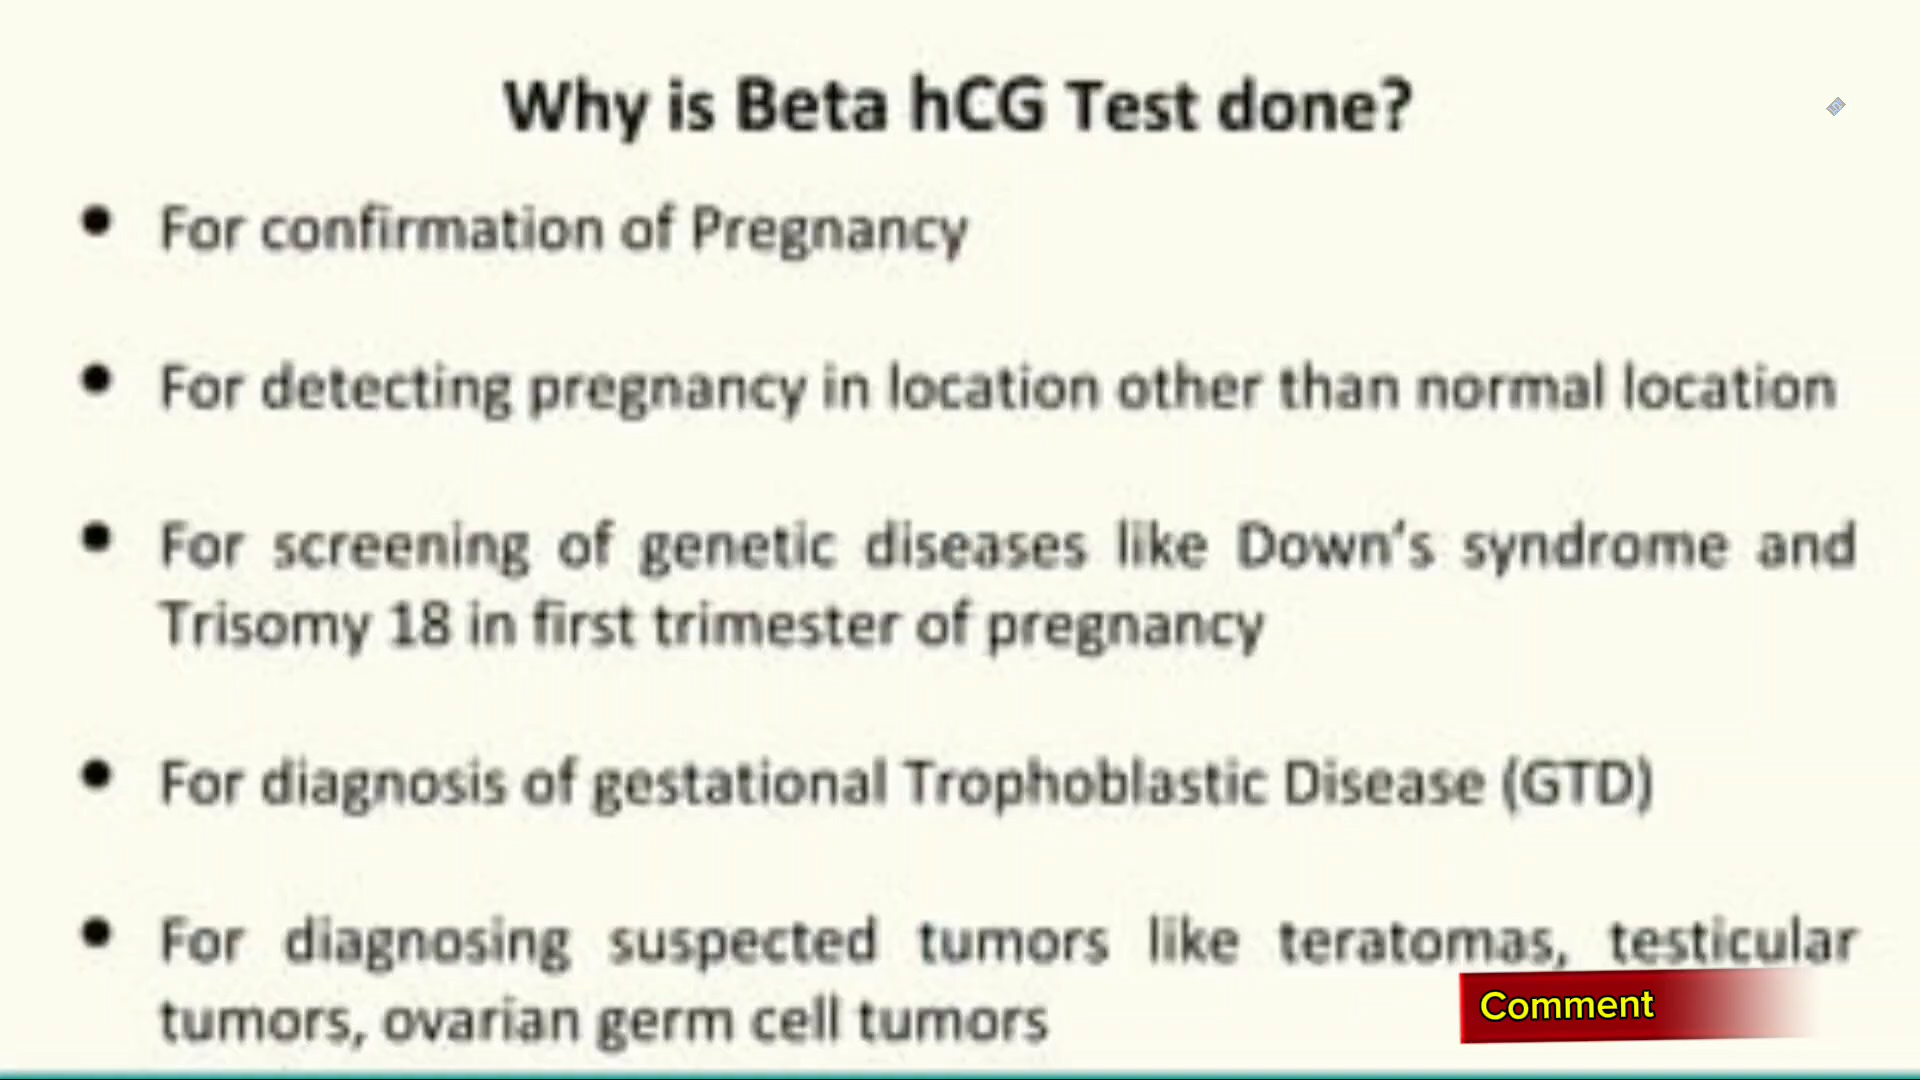 Why is Beta hCG Test done?
• For confirmation of Pregnancy
• For detecting pregnancy in location other than normal location
• For screening of genetic diseases like Down's syndrome and
Trisomy 18 in first trimester of pregnancy
• For diagnosis of gestational Trophoblastic Disease (GTD)
• For diagnosing suspected tumors like teratomas, testicular
tumors, ovarian germ cell tumors
Comment